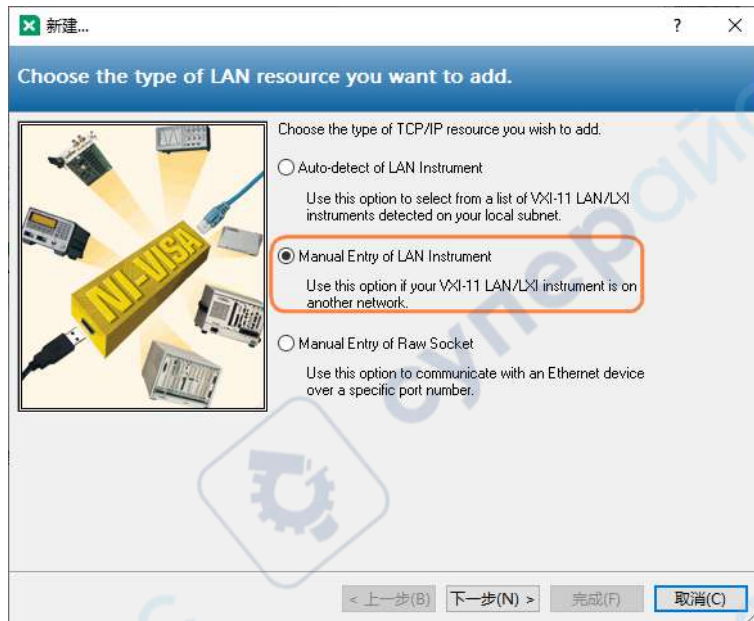 新建...
?
Choose the type of LAN resource you want to add.
Choose the type of TCP/IP resource you wish to add.
Auto-detect of LAN Instrument
Use this option to select from a list of VXI-11 LAN/LXI
instruments detected on your local subnet.
Manual Entry of LAN Instrument
Use this option if your VXI-11 LAN/LXI instrument is on
another network.
Manual Entry of Raw Socket
Use this option to communicate with an Ethernet device
over a specific port number.
NI-VISA
суперайс
< 上一步(B)
下一步(N) >
完成(F)
取消(C)